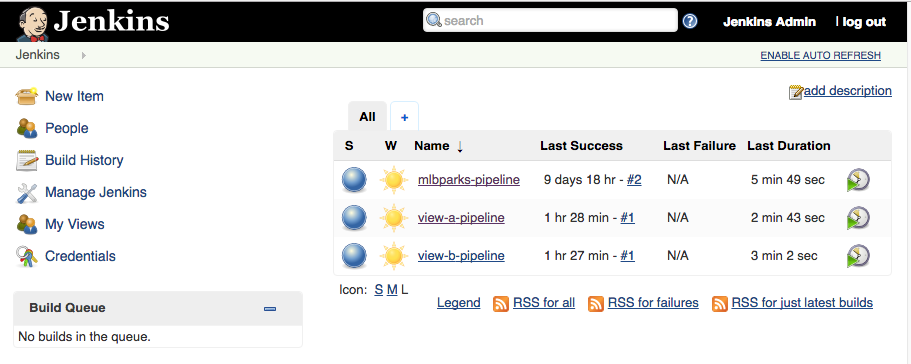 Jenkins
search
Jenkins Admin
| log out
Jenkins
ENABLE AUTO REFRESH
New Item
People
Build History
Manage Jenkins
My Views
Credentials
Build Queue
No builds in the queue.
add description
All +
S W Name ↓ Last Success Last Failure Last Duration
mlbparks-pipeline 9 days 18 hr - #2 N/A 5 min 49 sec
view-a-pipeline 1 hr 28 min - #1 N/A 2 min 43 sec
view-b-pipeline 1 hr 27 min - #1 N/A 3 min 2 sec
Icon: S M L
Legend RSS for all RSS for failures RSS for just latest builds